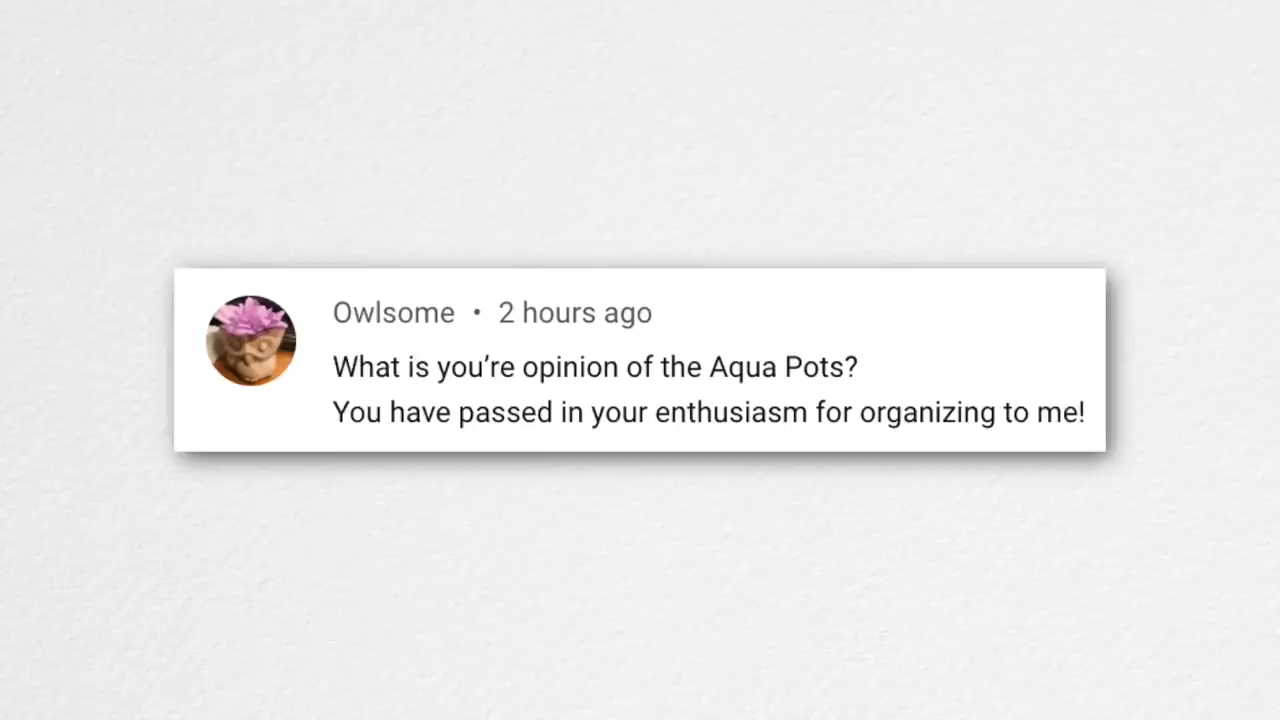 Owlsome • 2 hours ago
What is you’re opinion of the Aqua Pots?
You have passed in your enthusiasm for organizing to me!